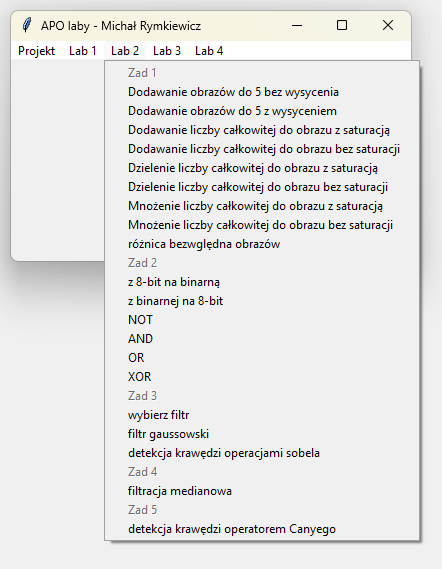 APO laby - Michał Rymkiewicz
Projekt Lab 1 Lab 2 Lab 3 Lab 4
Zad 1
Dodawanie obrazów do 5 bez wysycenia
Dodawanie obrazów do 5 z wysyceniem
Dodawanie liczby całkowitej do obrazu z saturacją
Dodawanie liczby całkowitej do obrazu bez saturacji
Dzielenie liczby całkowitej do obrazu z saturacją
Dzielenie liczby całkowitej do obrazu bez saturacji
Mnożenie liczby całkowitej do obrazu z saturacją
Mnożenie liczby całkowitej do obrazu bez saturacji
różnica bezwględna obrazów
Zad 2
z 8-bit na binarną
z binarnej na 8-bit
NOT
AND
OR
XOR
Zad 3
wybierz filtr
filtr gaussowski
detekcja krawędzi operacjami sobela
Zad 4
filtracja medianowa
Zad 5
detekcja krawędzi operatorem Canyego